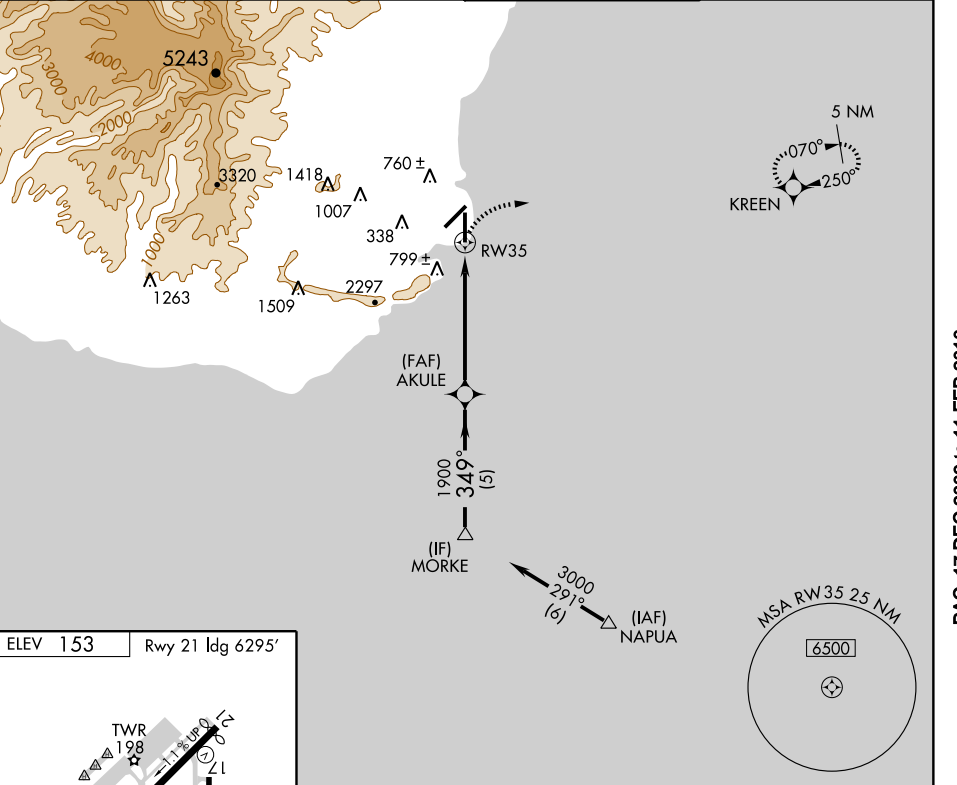 5243
4000
3000
2000
1000
3320
1418
1007
760 ±
338
799 ±
2297
1509
1263
RW35
5 NM
070°
250°
KREEN
(FAF)
AKULE
1900
349°
(5)
(IF)
MORKE
3000
291°
(6)
(IAF)
NAPUA
MSA RW35 25 NM
6500
ELEV 153
Rwy 21 ldg 6295'
TWR
198
1.1% UP
21
17